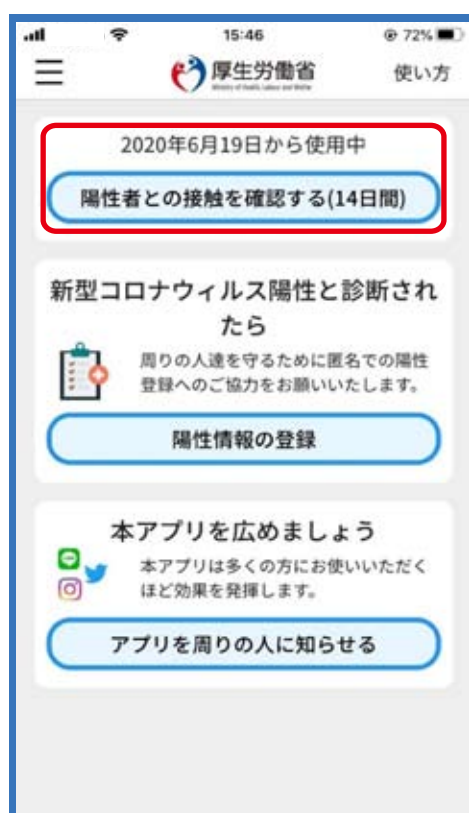 15:46
72%
厚生労働省
Ministry of Health, Labour and Welfare
使い方
2020年6月19日から使用中
陽性者との接触を確認する(14日間)
新型コロナウィルス陽性と診断され
たら
周りの人達を守るために匿名での陽性
登録へのご協力をお願いいたします。
陽性情報の登録
本アプリを広めましょう
本アプリは多くの方にお使いいただく
ほど効果を発揮します。
アプリを周りの人に知らせる